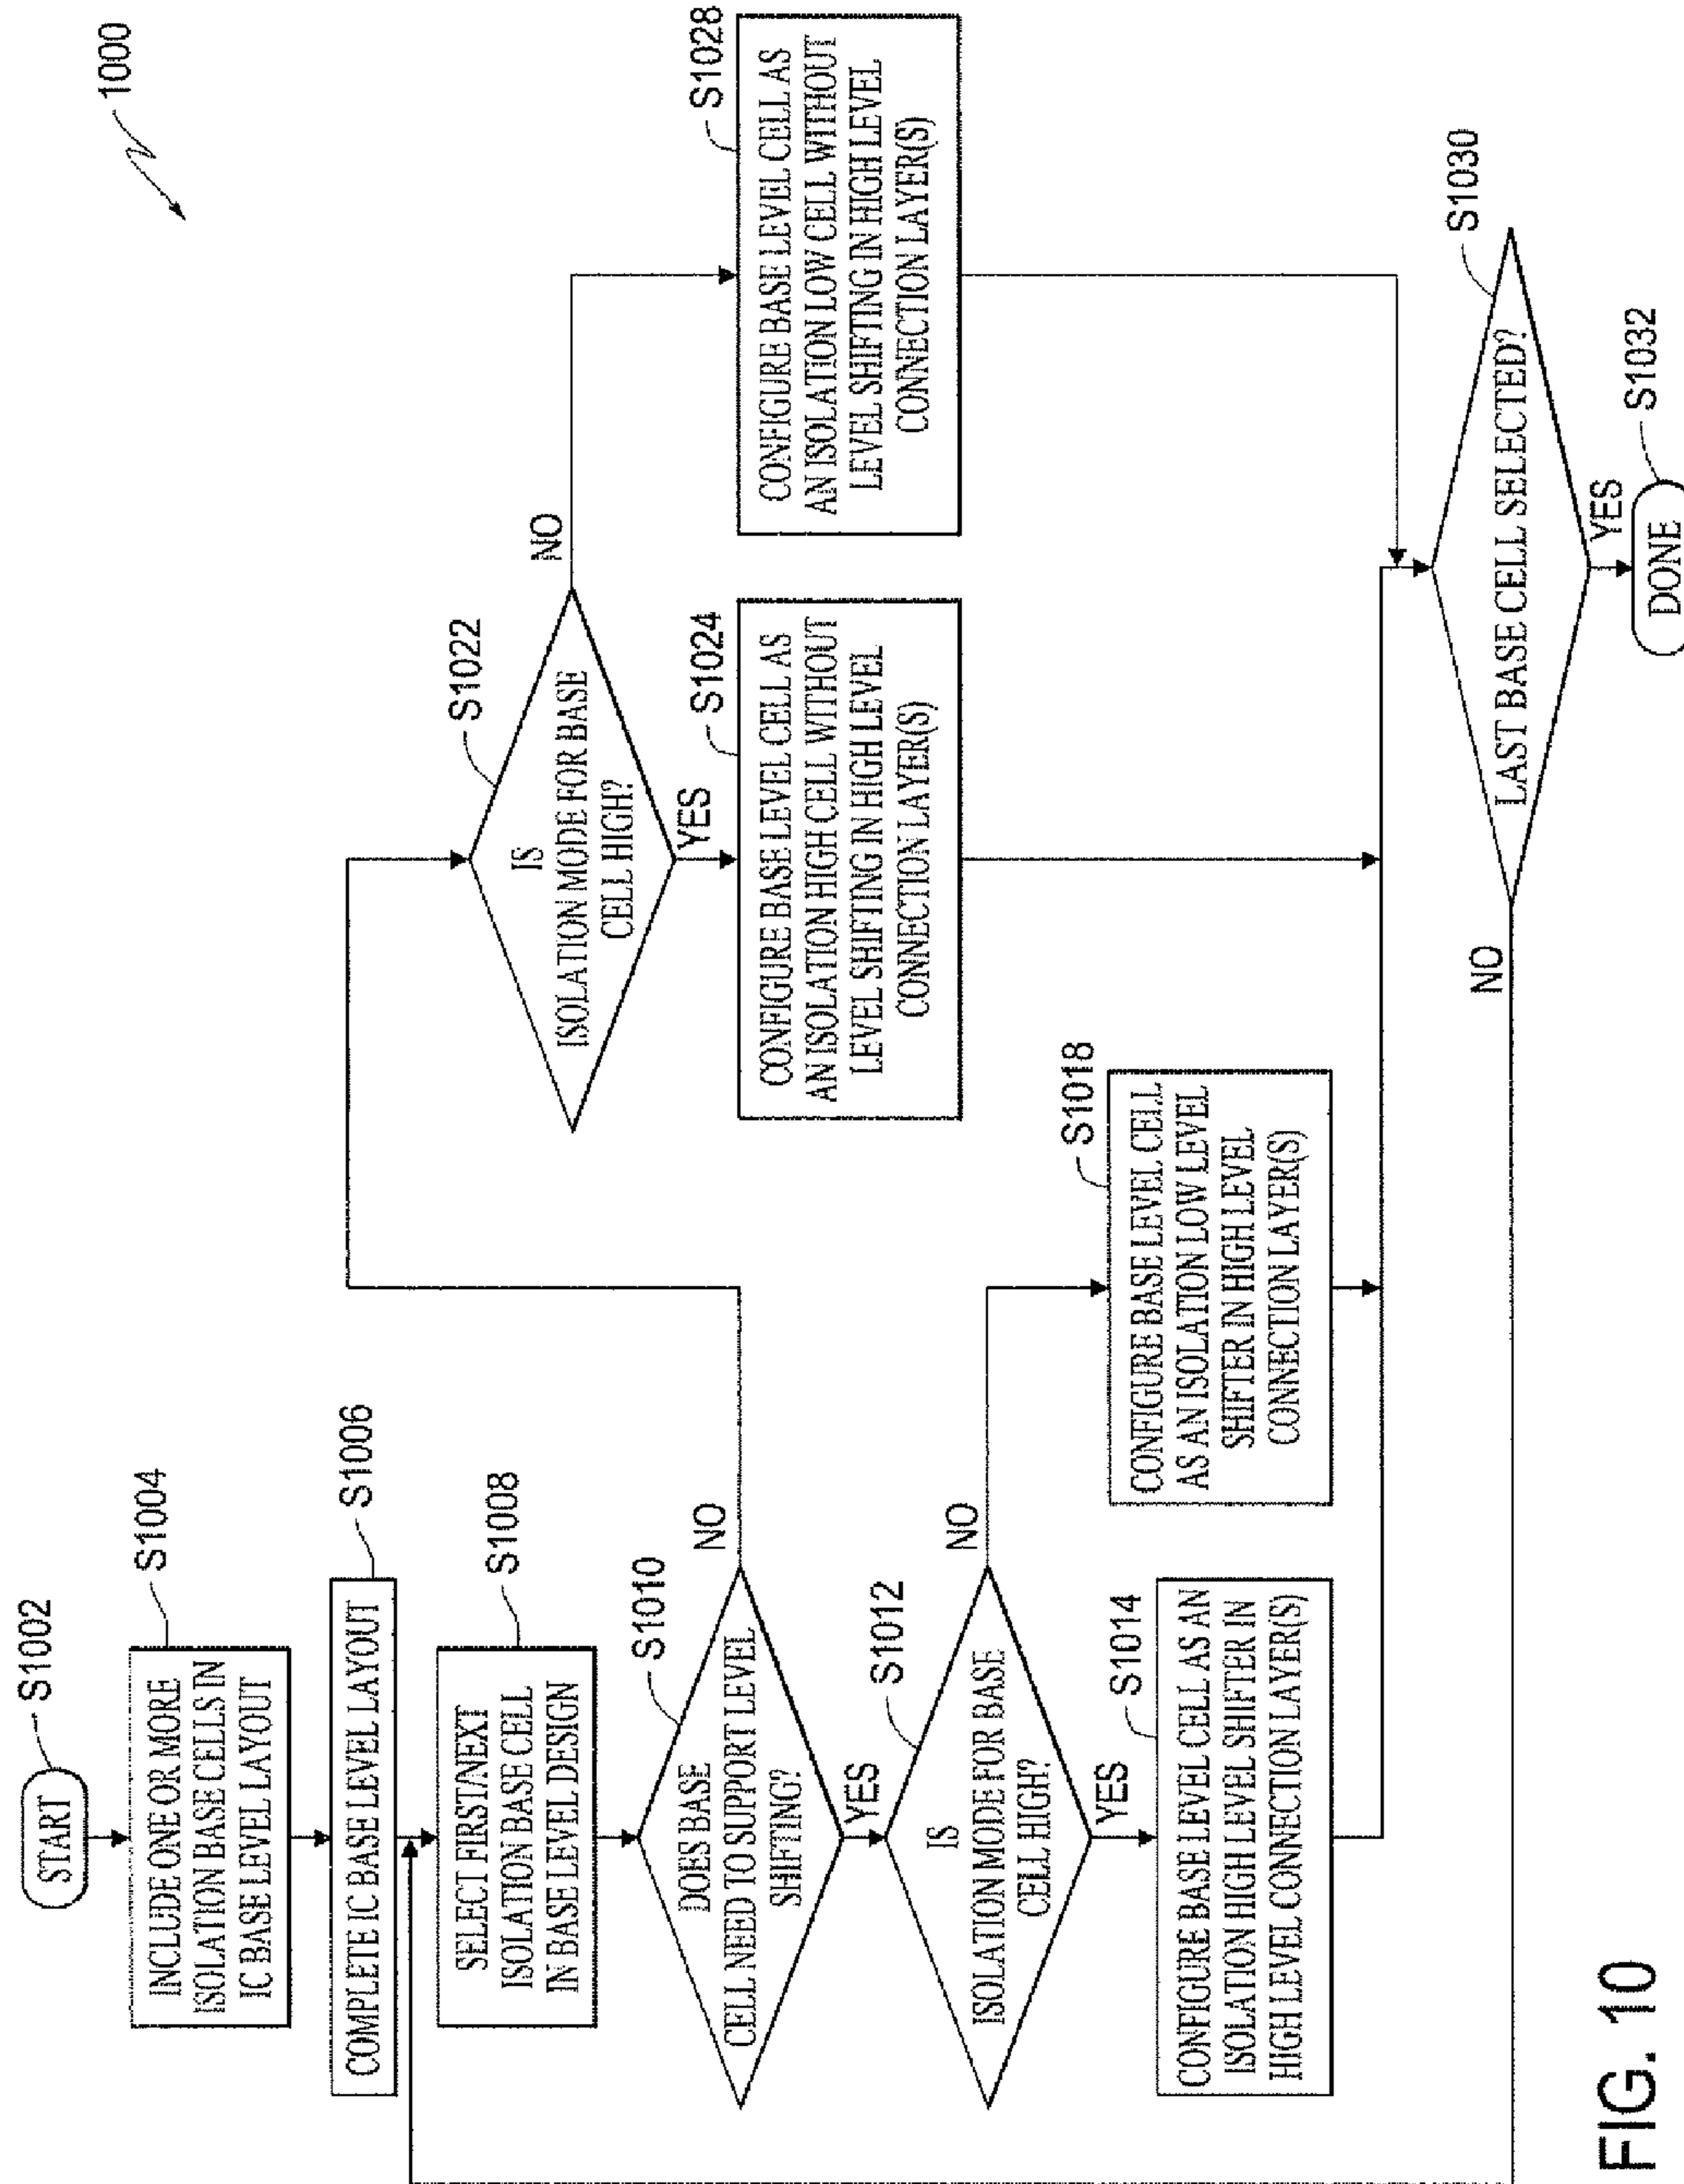 1000
START
S1002
INCLUDE ONE OR MORE
ISOLATION BASE CELLS IN
IC BASE LEVEL LAYOUT
S1004
COMPLETE IC BASE LEVEL LAYOUT
S1006
SELECT FIRST/NEXT
ISOLATION BASE CELL
IN BASE LEVEL DESIGN
S1008
DOES BASE
CELL NEED TO SUPPORT LEVEL
SHIFTING?
S1010
NO
YES
IS
ISOLATION MODE FOR BASE
CELL HIGH?
S1012
NO
YES
CONFIGURE BASE LEVEL CELL AS AN
ISOLATION HIGH LEVEL SHIFTER IN
HIGH LEVEL CONNECTION LAYER(S)
S1014
CONFIGURE BASE LEVEL CELL
AS AN ISOLATION LOW LEVEL
SHIFTER IN HIGH LEVEL
CONNECTION LAYER(S)
S1018
IS
ISOLATION MODE FOR BASE
CELL HIGH?
S1022
NO
YES
CONFIGURE BASE LEVEL CELL AS
AN ISOLATION HIGH CELL WITHOUT
LEVEL SHIFTING IN HIGH LEVEL
CONNECTION LAYER(S)
S1024
CONFIGURE BASE LEVEL CELL AS
AN ISOLATION LOW CELL WITHOUT
LEVEL SHIFTING IN HIGH LEVEL
CONNECTION LAYER(S)
S1028
LAST BASE CELL SELECTED?
S1030
NO
YES
DONE
S1032
FIG. 10